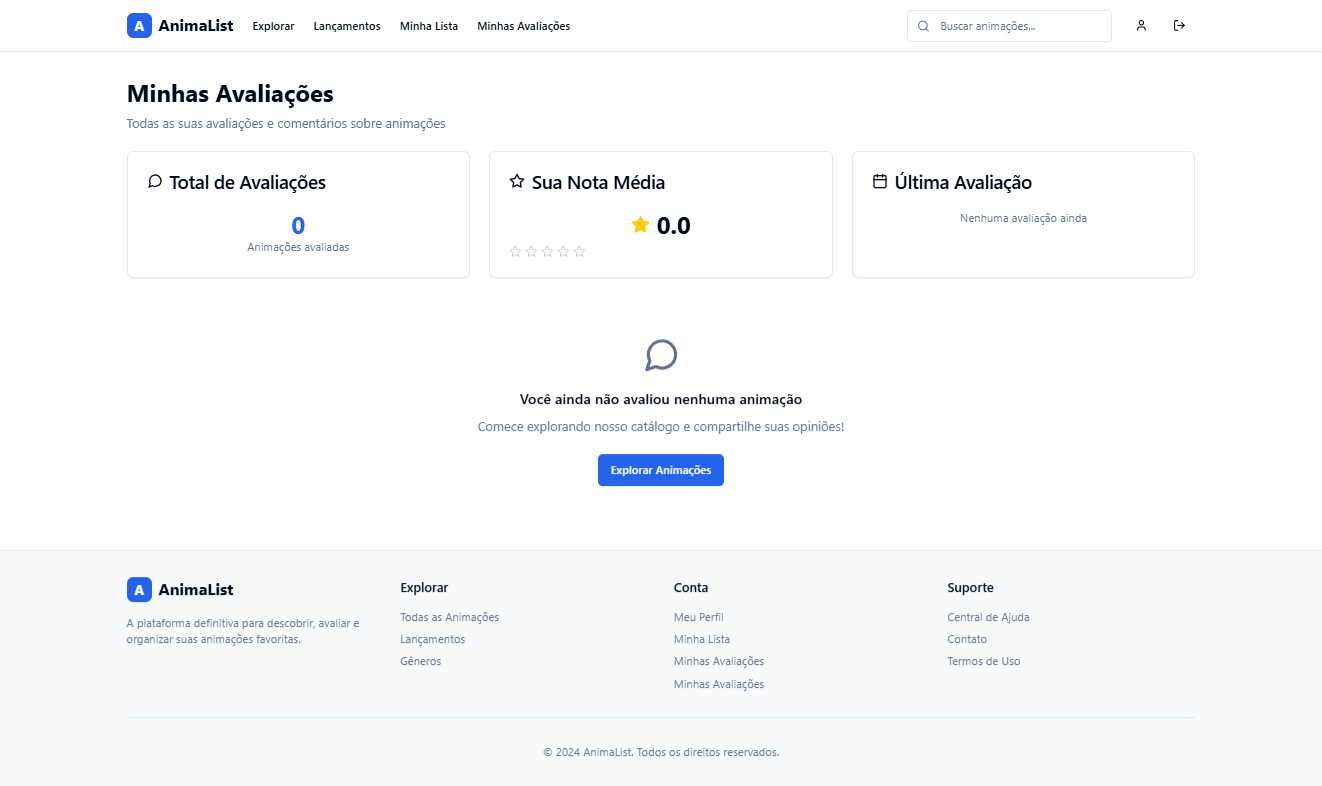 A AnimaList Explorar Lançamentos Minha Lista Minhas Avaliações Buscar animações...
Minhas Avaliações
Todas as suas avaliações e comentários sobre animações
Total de Avaliações
0
Animações avaliadas
Sua Nota Média
0.0
Última Avaliação
Nenhuma avaliação ainda
Você ainda não avaliou nenhuma animação
Comece explorando nosso catálogo e compartilhe suas opiniões!
Explorar Animações
A AnimaList
A plataforma definitiva para descobrir, avaliar e
organizar suas animações favoritas.
Explorar
Todas as Animações
Lançamentos
Gêneros
Conta
Meu Perfil
Minha Lista
Minhas Avaliações
Minhas Avaliações
Suporte
Central de Ajuda
Contato
Termos de Uso
© 2024 AnimaList. Todos os direitos reservados.